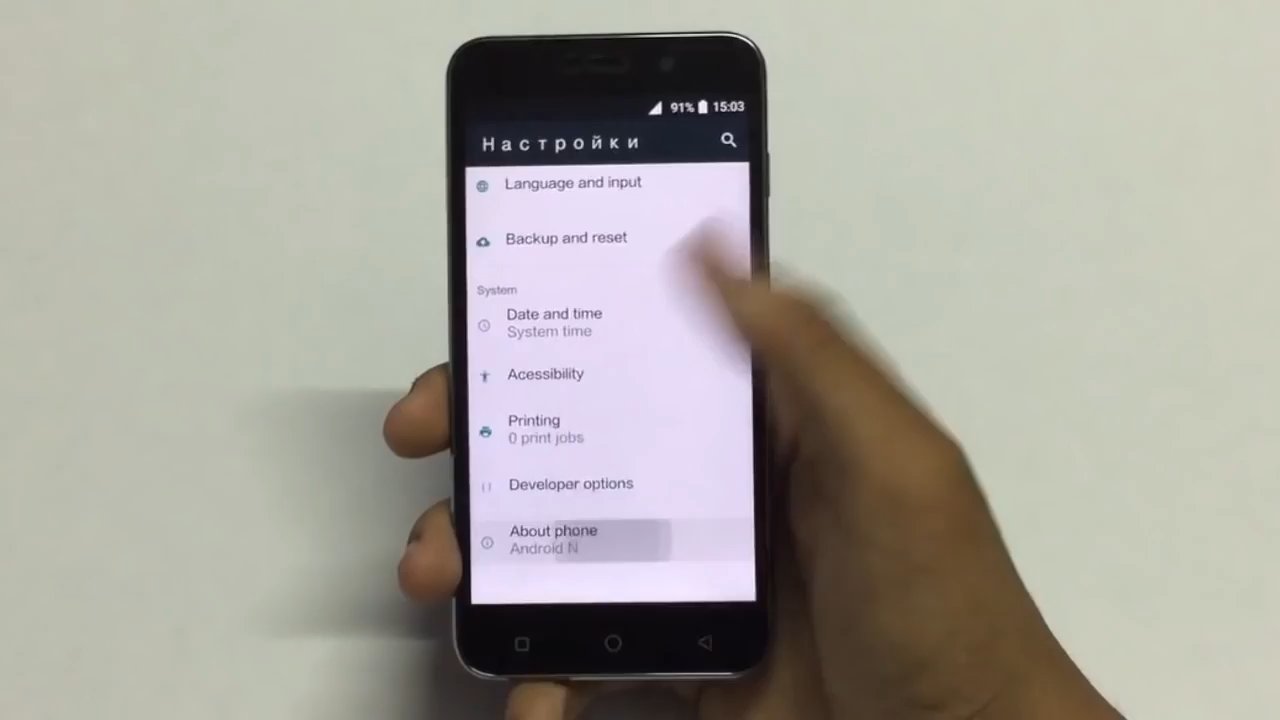 91% 15:03
Настройки
Language and input
Backup and reset
System
Date and time
System time
Acessibility
Printing
0 print jobs
Developer options
About phone
Android N